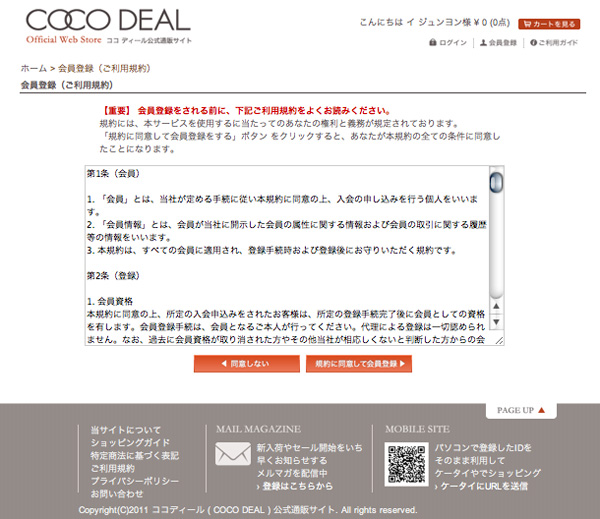 COCO DEAL
Official Web Store ココ ディール公式通販サイト
こんにちは イ ジュンヨン様 ¥ 0 (0点) カートを見る
ログイン 会員登録 ご利用ガイド
ホーム > 会員登録（ご利用規約）
会員登録（ご利用規約）
【重要】 会員登録をされる前に、下記ご利用規約をよくお読みください。
規約には、本サービスを使用するに当たってのあなたの権利と義務が規定されております。
「規約に同意して会員登録をする」ボタン をクリックすると、あなたが本規約の全ての条件に同意し
たことになります。
第1条（会員）
1. 「会員」とは、当社が定める手続に従い本規約に同意の上、入会の申し込みを行う個人をいいま
す。
2. 「会員情報」とは、会員が当社に開示した会員の属性に関する情報および会員の取引に関する履歴
等の情報をいいます。
3. 本規約は、すべての会員に適用され、登録手続時および登録後にお守りいただく規約です。
第2条（登録）
1. 会員資格
本規約に同意の上、所定の入会申込みをされたお客様は、所定の登録手続完了後に会員としての資格
を有します。会員登録手続は、会員となるご本人が行ってください。代理による登録は一切認められ
ません。なお、過去に会員資格が取り消された方やその他当社が相応しくないと判断した方からの会
同意しない 規約に同意して会員登録
PAGE UP
当サイトについて
ショッピングガイド
特定商法に基づく表記
ご利用規約
プライバシーポリシー
お問い合わせ
MAIL MAGAZINE
新入荷やセール開始をいち
早くお知らせする
メルマガを配信中
› 登録はこちらから
MOBILE SITE
パソコンで登録したIDを
そのまま利用して
ケータイやでショッピング
› ケータイにURLを送信
Copyright(C)2011 ココディール ( COCO DEAL ) 公式通販サイト. All rights reserved.